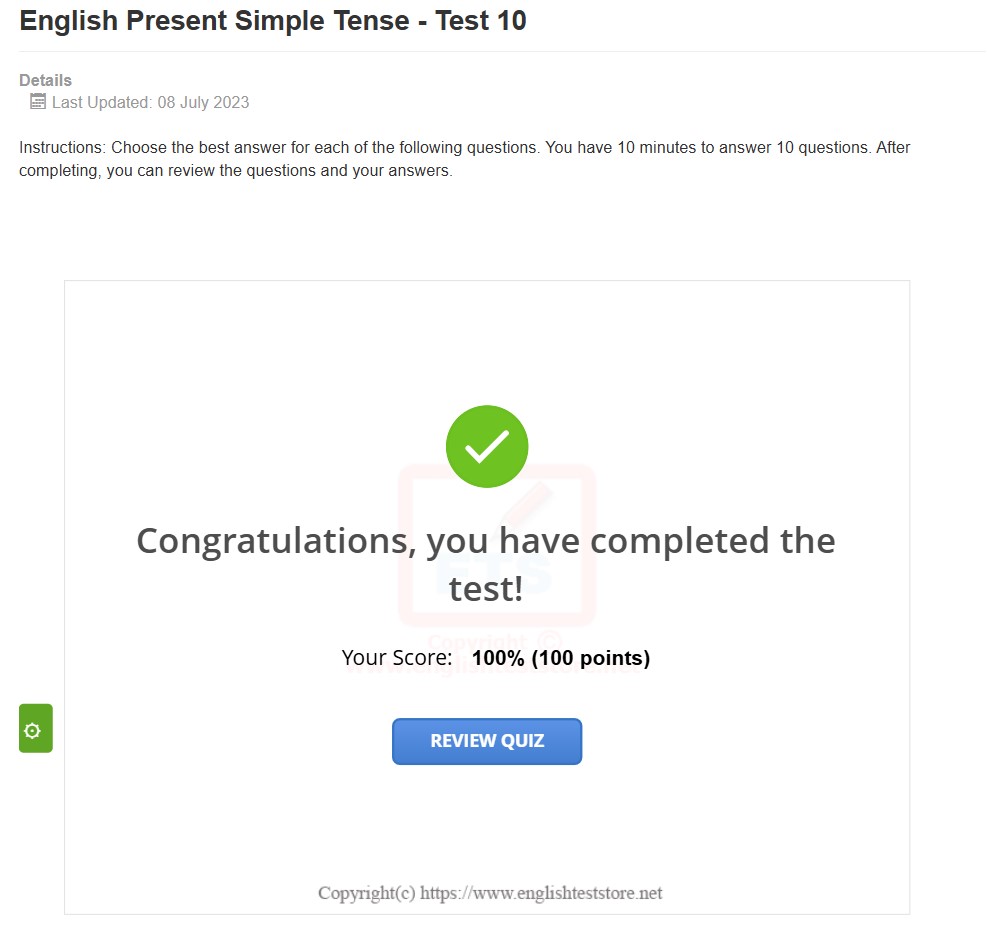 English Present Simple Tense - Test 10
Details
Last Updated: 08 July 2023
Instructions: Choose the best answer for each of the following questions. You have 10 minutes to answer 10 questions. After
completing, you can review the questions and your answers.
Congratulations, you have completed the
test!
ETS
Copyright ©
Your Score: 100% (100 points)
REVIEW QUIZ
Copyright(c) https://www.englishteststore.net